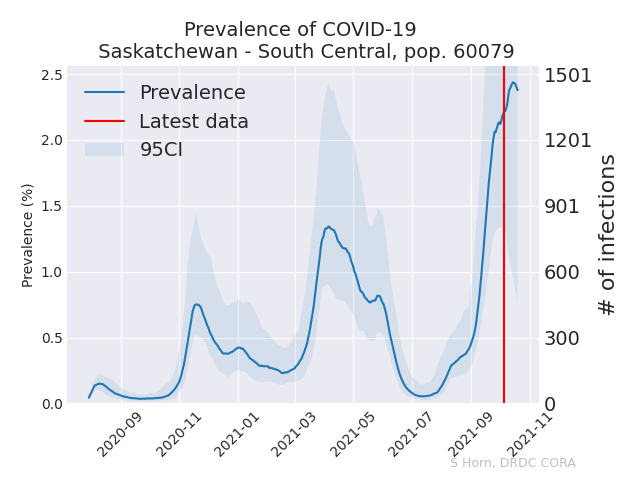 Prevalence of COVID-19
Saskatchewan - South Central, pop. 60079
Prevalence
Latest data
95CI
Prevalence (%)
2.5
2.0
1.5
1.0
0.5
0.0
1501
1201
901
600
300
0
# of infections
2020-09
2020-11
2021-01
2021-03
2021-05
2021-07
2021-09
2021-11
S Horn, DRDC CORA